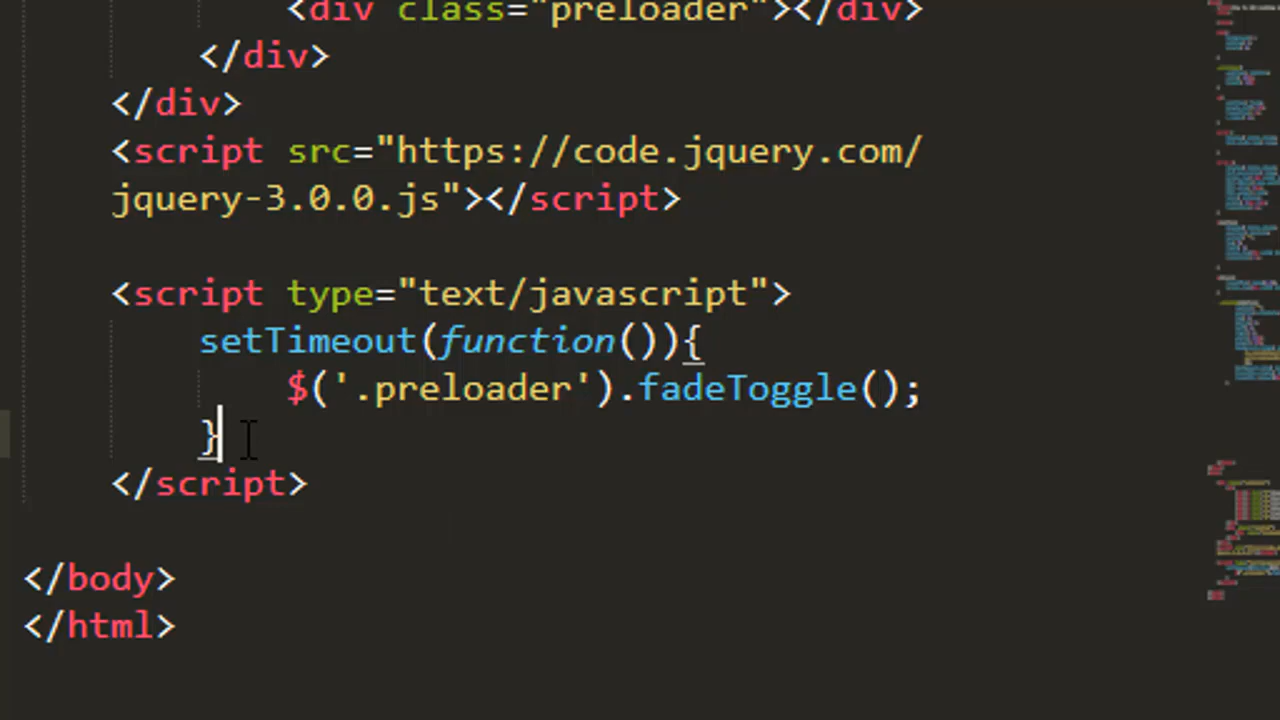 <div class="preloader"></div>
</div>
</div>
<script src="https://code.jquery.com/
jquery-3.0.0.js"></script>
<script type="text/javascript">
setTimeout(function()){
$('.preloader').fadeToggle();
}
</script>
</body>
</html>